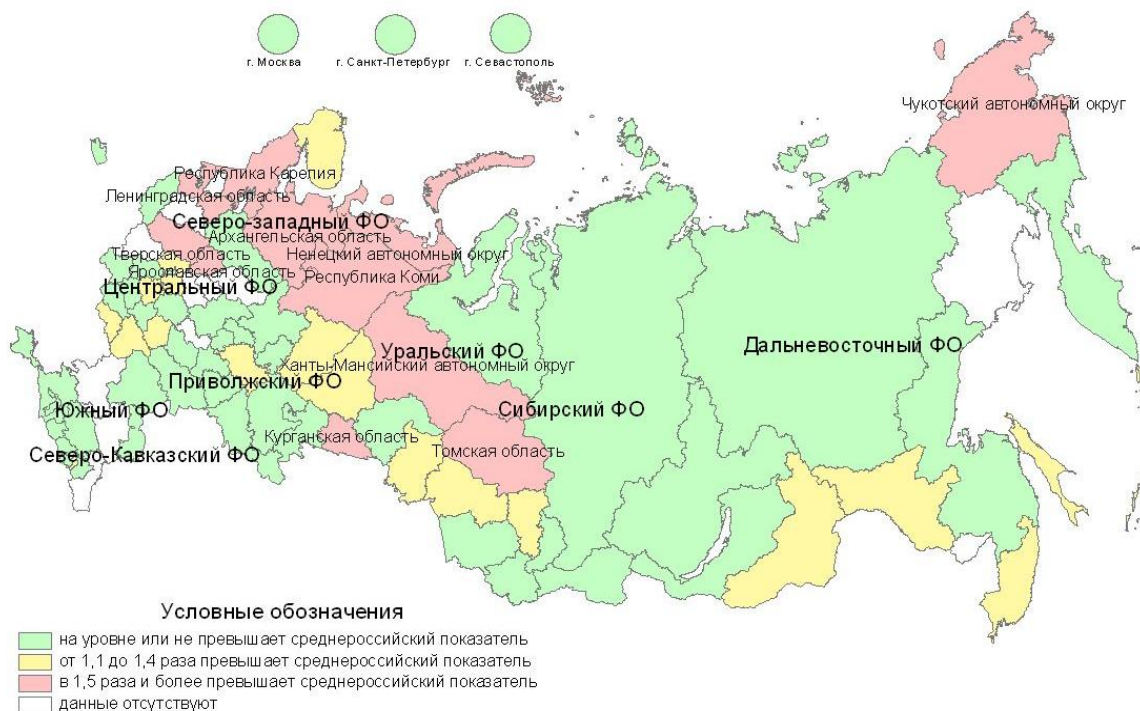 г. Москва
г. Санкт-Петербург
г. Севастополь
Чукотский автономный округ
Республика Карелия
Ленинградская область
Северо-западный ФО
Архангельская область
Тверская область
Ненецкий автономный округ
Ярославская область
Республика Коми
Центральный ФО
Уральский ФО
Дальневосточный ФО
Ханты-Мансийский автономный округ
Приволжский ФО
Сибирский ФО
Южный ФО
Курганская область
Северо-Кавказский ФО
Томская область
Условные обозначения
на уровне или не превышает среднероссийский показатель
от 1,1 до 1,4 раза превышает среднероссийский показатель
в 1,5 раза и более превышает среднероссийский показатель
данные отсутствуют